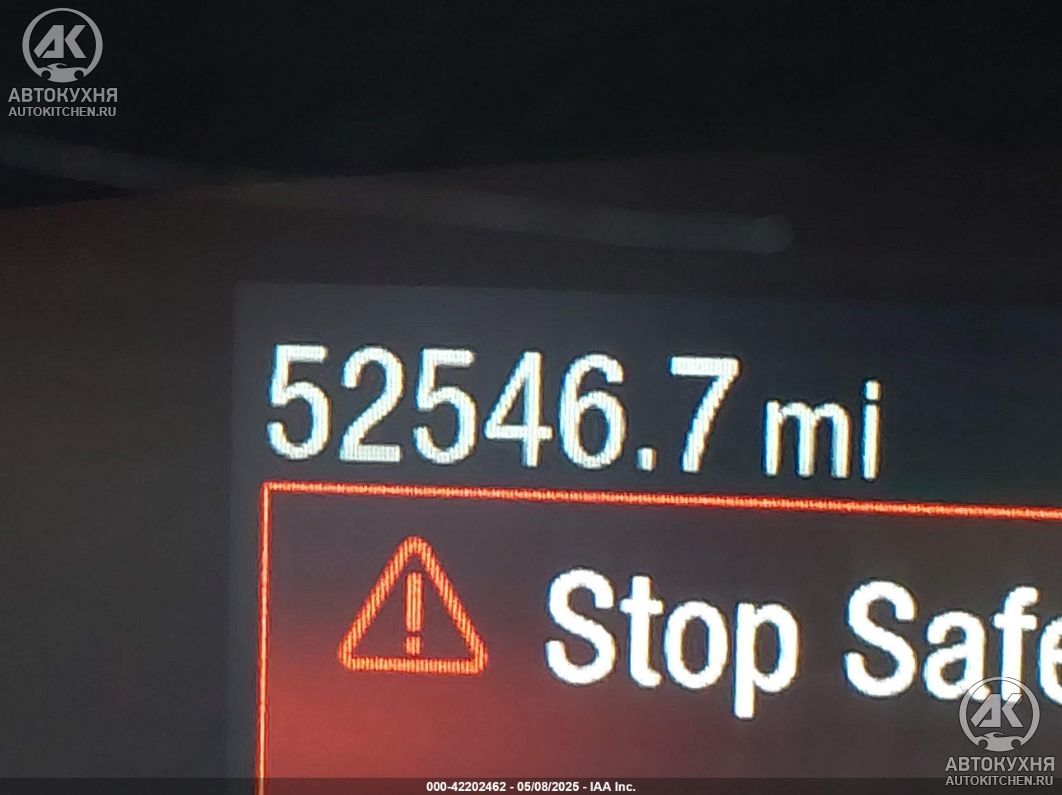 АК
АВТОКУХНЯ
AUTOKITCHEN.RU
52546.7 mi
Stop Safe
АК
АВТОКУХНЯ
AUTOKITCHEN.RU
000-42202462 - 05/08/2025 - IAA Inc.